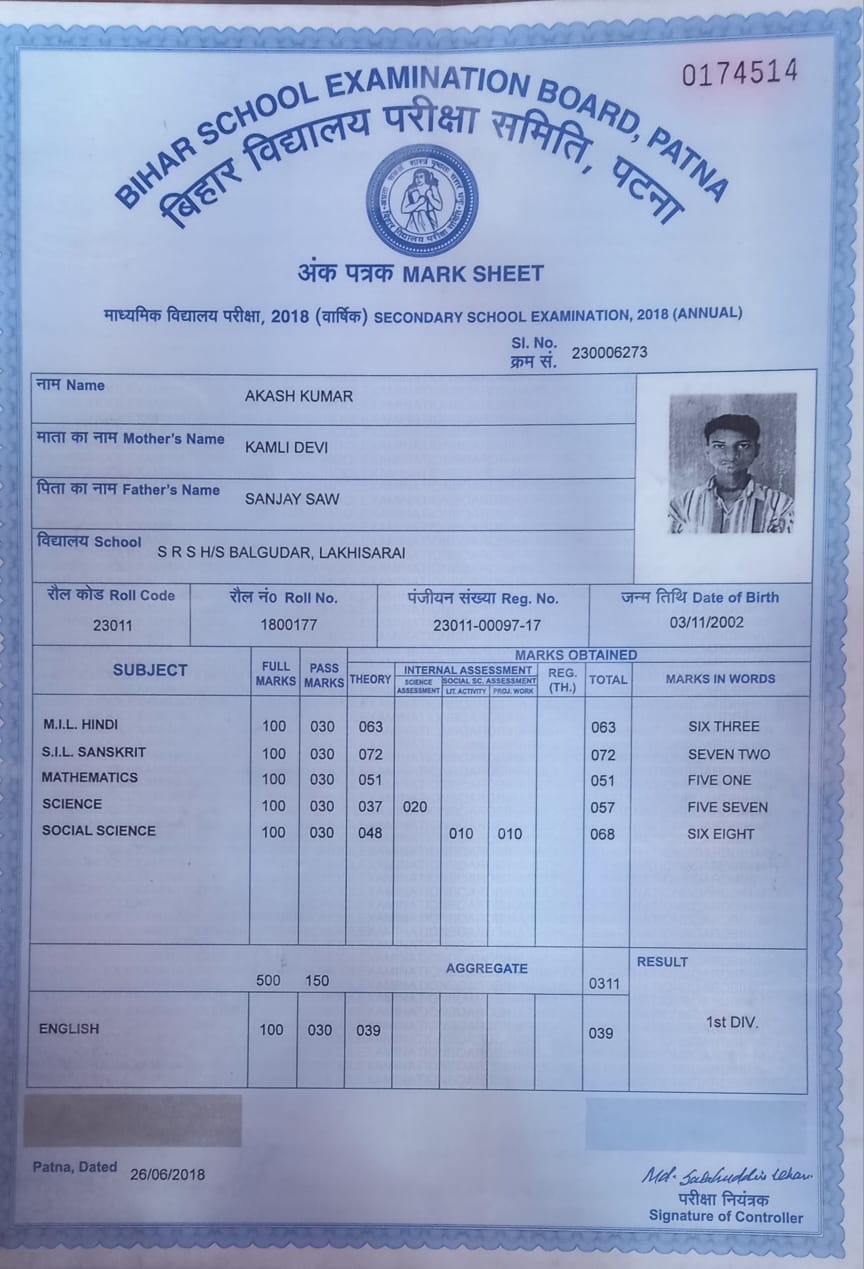 0174514
BIHAR SCHOOL EXAMINATION BOARD, PATNA
बिहार विद्यालय परीक्षा समिति, पटना
अंक पत्रक MARK SHEET
माध्यमिक विद्यालय परीक्षा, 2018 (वार्षिक) SECONDARY SCHOOL EXAMINATION, 2018 (ANNUAL)
Sl. No.
क्रम सं. 230006273
नाम Name AKASH KUMAR
माता का नाम Mother's Name KAMLI DEVI
पिता का नाम Father's Name SANJAY SAW
विद्यालय School S R S H/S BALGUDAR, LAKHISARAI
रौल कोड Roll Code रौल नं0 Roll No. पंजीयन संख्या Reg. No. जन्म तिथि Date of Birth
23011 1800177 23011-00097-17 03/11/2002
MARKS OBTAINED
SUBJECT FULL MARKS PASS MARKS THEORY INTERNAL ASSESSMENT REG. (TH.) TOTAL MARKS IN WORDS
SCIENCE ASSESSMENT SOCIAL SC. ASSESSMENT
LIT. ACTIVITY PROJ. WORK
M.I.L. HINDI 100 030 063 063 SIX THREE
S.I.L. SANSKRIT 100 030 072 072 SEVEN TWO
MATHEMATICS 100 030 051 051 FIVE ONE
SCIENCE 100 030 037 020 057 FIVE SEVEN
SOCIAL SCIENCE 100 030 048 010 010 068 SIX EIGHT
500 150 AGGREGATE 0311 RESULT
ENGLISH 100 030 039 039 1st DIV.
Patna, Dated 26/06/2018
परीक्षा नियंत्रक
Signature of Controller